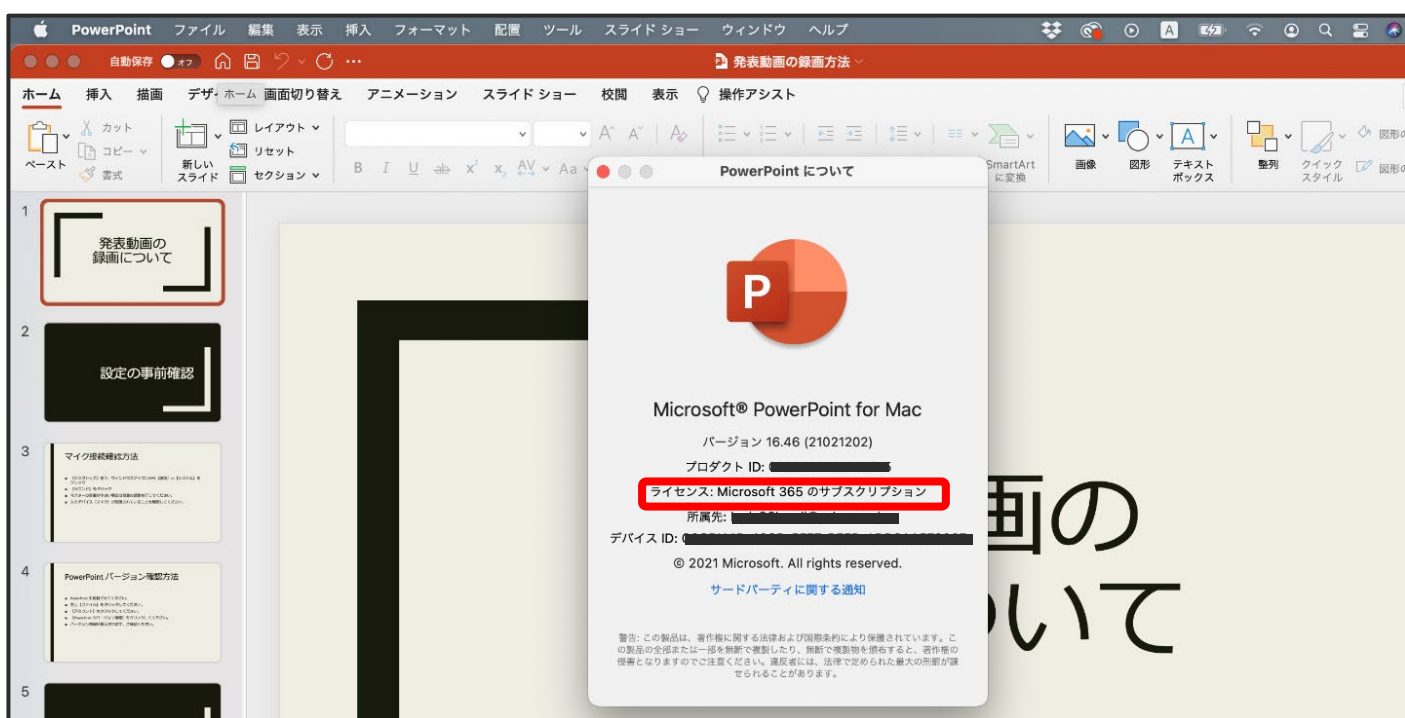 PowerPoint ファイル 編集 表示 挿入 フォーマット 配置 ツール スライド ショー ウィンドウ ヘルプ
自動保存 オフ
発表動画の録画方法
ホーム 挿入 描画 デザ ホーム 画面切り替え アニメーション スライド ショー 校閲 表示 操作アシスト
ペースト
カット
コピー
書式
新しい
スライド
レイアウト
リセット
セクション
SmartArt
に変換
画像
図形
テキスト
ボックス
整列
クイック
スタイル
図形の
図形の
1
発表動画の
録画について
2
設定の事前確認
3
マイク接続確認方法
4
PowerPoint バージョン確認方法
5
PowerPoint について
Microsoft® PowerPoint for Mac
バージョン 16.46 (21021202)
プロダクト ID:
ライセンス: Microsoft 365 のサブスクリプション
所属先:
デバイス ID:
© 2021 Microsoft. All rights reserved.
サードパーティに関する通知
警告: この製品は、著作権に関する法律および国際条約により保護されています。こ
の製品の全部または一部を無断で複製したり、無断で複製物を頒布すると、著作権の
侵害となりますのでご注意ください。違反者には、法律で定められた最大の刑罰が課
せられることがあります。
画の
いて